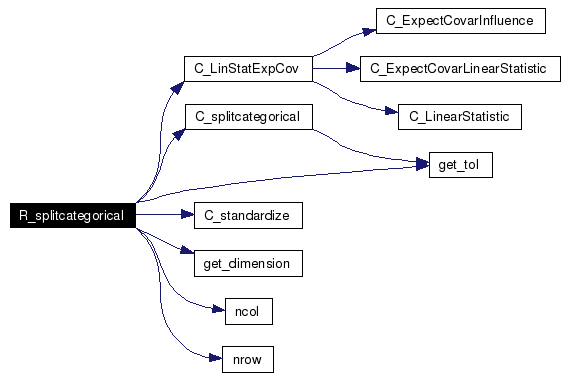 C_ExpectCovarInfluence
C_LinStatExpCov
C_ExpectCovarLinearStatistic
C_splitcategorical
C_LinearStatistic
get_tol
R_splitcategorical
C_standardize
get_dimension
ncol
nrow